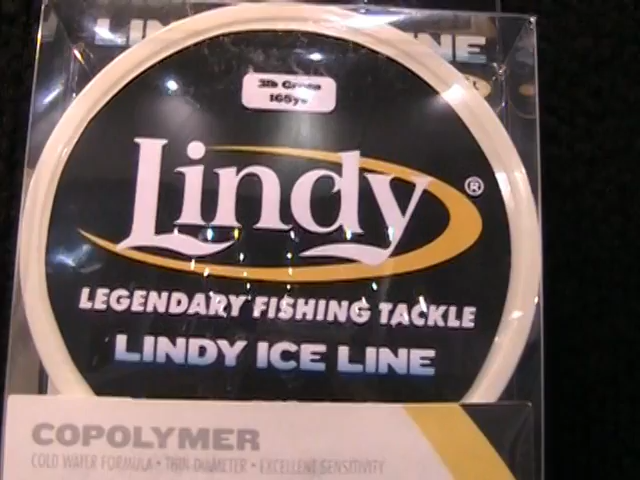 3lb Green
165yd
Lindy®
LEGENDARY FISHING TACKLE
LINDY ICE LINE
COPOLYMER
COLD WATER FORMULA • THIN DIAMETER • EXCELLENT SENSITIVITY